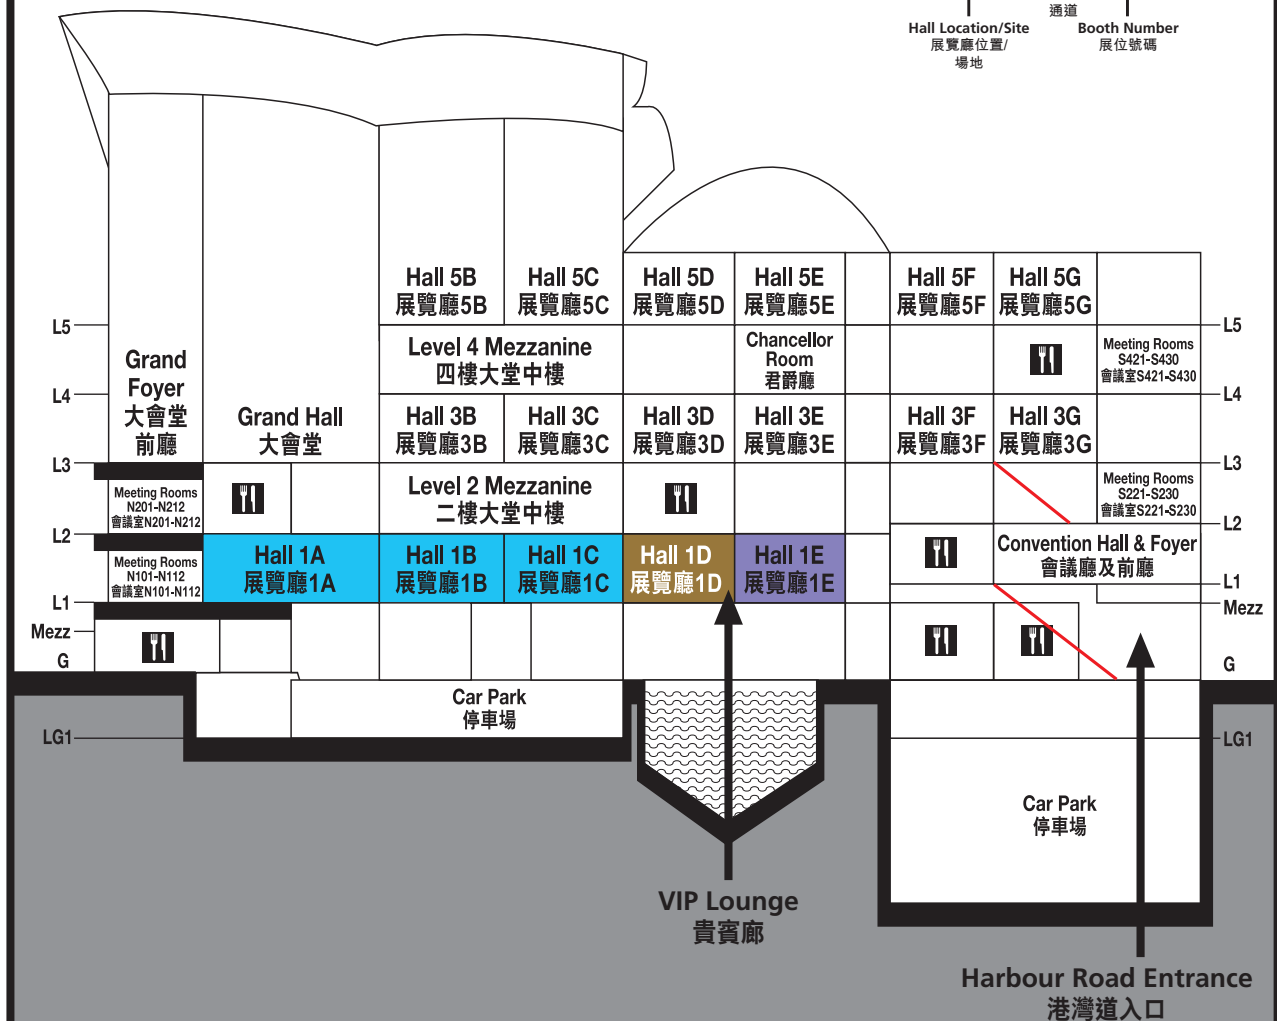 通道
Hall Location/Site
展覽廳位置/
場地
Booth Number
展位號碼
Hall 5B
展覽廳5B
Hall 5C
展覽廳5C
Hall 5D
展覽廳5D
Hall 5E
展覽廳5E
Hall 5F
展覽廳5F
Hall 5G
展覽廳5G
L5
L5
Grand
Foyer
大會堂
前廳
Grand Hall
大會堂
Level 4 Mezzanine
四樓大堂中樓
Chancellor
Room
君爵廳
Meeting Rooms
S421-S430
會議室S421-S430
L4
L4
Hall 3B
展覽廳3B
Hall 3C
展覽廳3C
Hall 3D
展覽廳3D
Hall 3E
展覽廳3E
Hall 3F
展覽廳3F
Hall 3G
展覽廳3G
L3
L3
Meeting Rooms
N201-N212
會議室N201-N212
Level 2 Mezzanine
二樓大堂中樓
Meeting Rooms
S221-S230
會議室S221-S230
L2
L2
Meeting Rooms
N101-N112
會議室N101-N112
Hall 1A
展覽廳1A
Hall 1B
展覽廳1B
Hall 1C
展覽廳1C
Hall 1D
展覽廳1D
Hall 1E
展覽廳1E
Convention Hall & Foyer
會議廳及前廳
L1
L1
Mezz
Mezz
G
G
Car Park
停車場
LG1
LG1
Car Park
停車場
VIP Lounge
貴賓廊
Harbour Road Entrance
港灣道入口